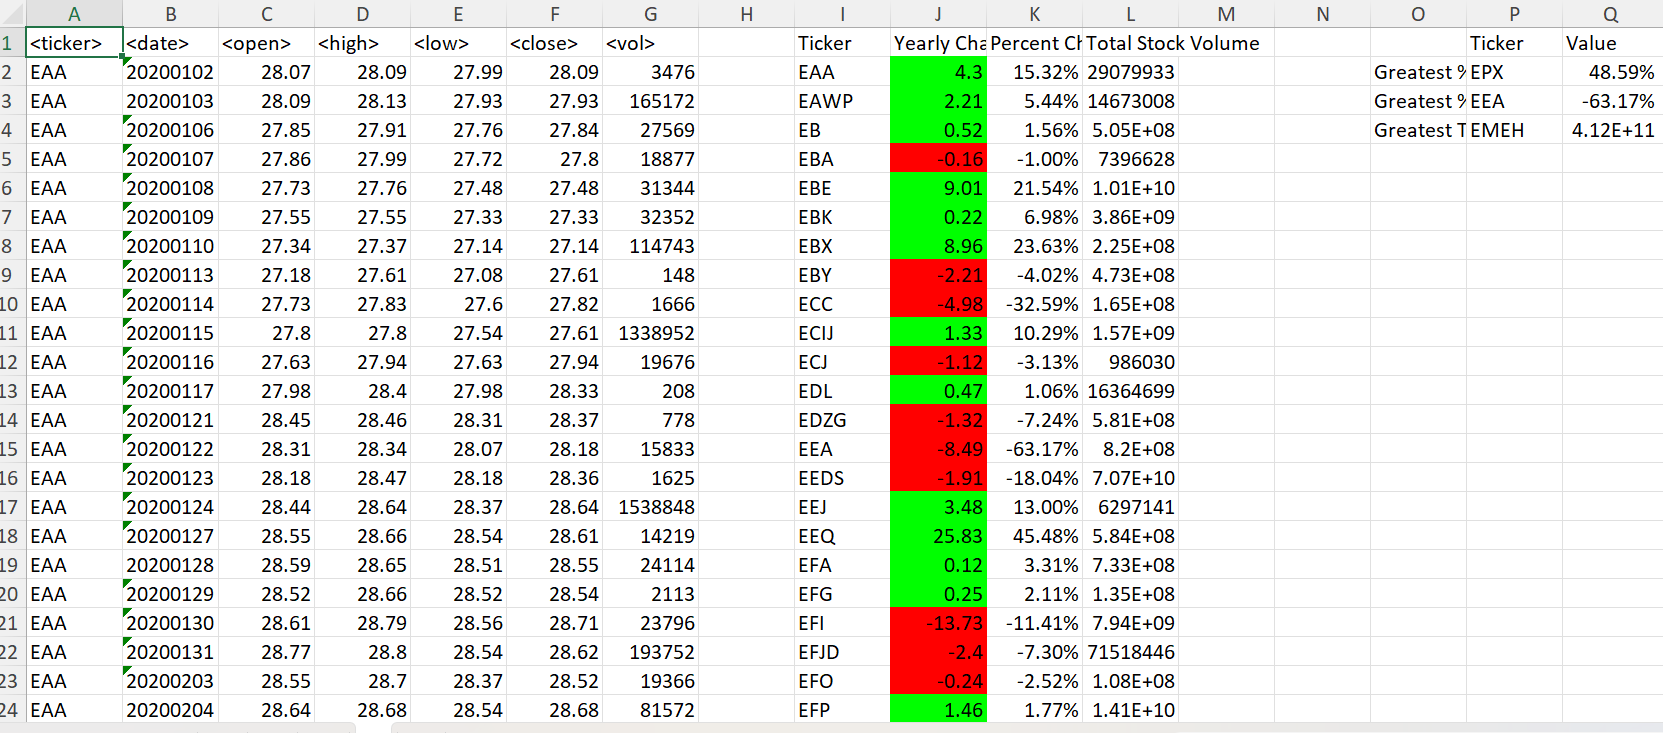 A B C D E F G H I J K L M N O P Q
1 <ticker> <date> <open> <high> <low> <close> <vol> Ticker Yearly Cha Percent Ch Total Stock Volume Ticker Value
2 EAA 20200102 28.07 28.09 27.99 28.09 3476 EAA 4.3 15.32% 29079933 Greatest % EPX 48.59%
3 EAA 20200103 28.09 28.13 27.93 27.93 165172 EAWP 2.21 5.44% 14673008 Greatest % EEA -63.17%
4 EAA 20200106 27.85 27.91 27.76 27.84 27569 EB 0.52 1.56% 5.05E+08 Greatest T EMEH 4.12E+11
5 EAA 20200107 27.86 27.99 27.72 27.8 18877 EBA -0.16 -1.00% 7396628
6 EAA 20200108 27.73 27.76 27.48 27.48 31344 EBE 9.01 21.54% 1.01E+10
7 EAA 20200109 27.55 27.55 27.33 27.33 32352 EBK 0.22 6.98% 3.86E+09
8 EAA 20200110 27.34 27.37 27.14 27.14 114743 EBX 8.96 23.63% 2.25E+08
9 EAA 20200113 27.18 27.61 27.08 27.61 148 EBY -2.21 -4.02% 4.73E+08
10 EAA 20200114 27.73 27.83 27.6 27.82 1666 ECC -4.98 -32.59% 1.65E+08
11 EAA 20200115 27.8 27.8 27.54 27.61 1338952 ECIJ 1.33 10.29% 1.57E+09
12 EAA 20200116 27.63 27.94 27.63 27.94 19676 ECJ -1.12 -3.13% 986030
13 EAA 20200117 27.98 28.4 27.98 28.33 208 EDL 0.47 1.06% 16364699
14 EAA 20200121 28.45 28.46 28.31 28.37 778 EDZG -1.32 -7.24% 5.81E+08
15 EAA 20200122 28.31 28.34 28.07 28.18 15833 EEA -8.49 -63.17% 8.2E+08
16 EAA 20200123 28.18 28.47 28.18 28.36 1625 EEDS -1.91 -18.04% 7.07E+10
17 EAA 20200124 28.44 28.64 28.37 28.64 1538848 EEJ 3.48 13.00% 6297141
18 EAA 20200127 28.55 28.66 28.54 28.61 14219 EEQ 25.83 45.48% 5.84E+08
19 EAA 20200128 28.59 28.65 28.51 28.55 24114 EFA 0.12 3.31% 7.33E+08
20 EAA 20200129 28.52 28.66 28.52 28.54 2113 EFG 0.25 2.11% 1.35E+08
21 EAA 20200130 28.61 28.79 28.56 28.71 23796 EFI -13.73 -11.41% 7.94E+09
22 EAA 20200131 28.77 28.8 28.54 28.62 193752 EFJD -2.4 -7.30% 71518446
23 EAA 20200203 28.55 28.7 28.37 28.52 19366 EFO -0.24 -2.52% 1.08E+08
24 EAA 20200204 28.64 28.68 28.54 28.68 81572 EFP 1.46 1.77% 1.41E+10